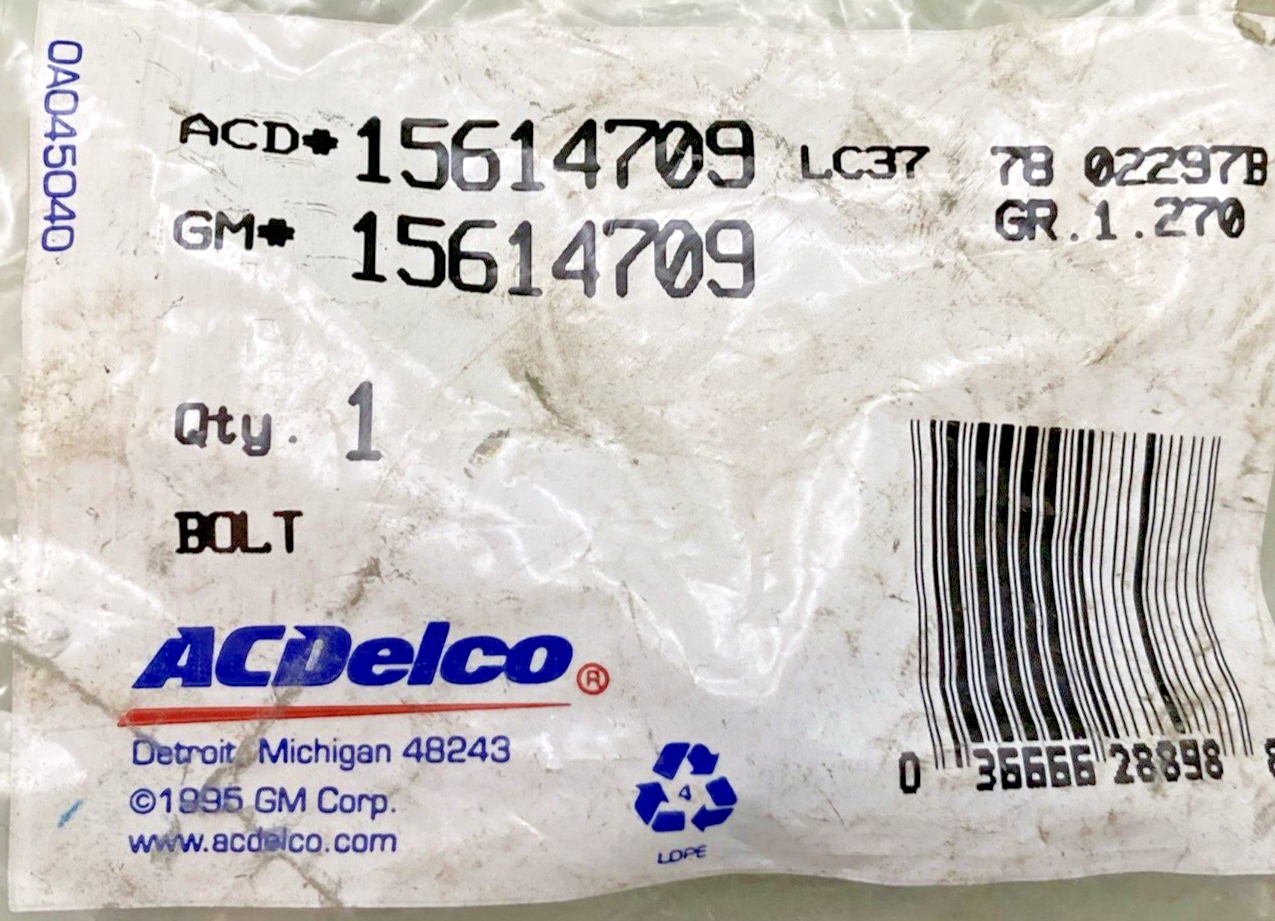 0A045040
ACD# 15614709 LC37 78 02297B
GM# 15614709 GR.1.270
Qty. 1
BOLT
ACDelco®
Detroit, Michigan 48243
©1995 GM Corp.
www.acdelco.com
4
LDPE
0 36666 28898